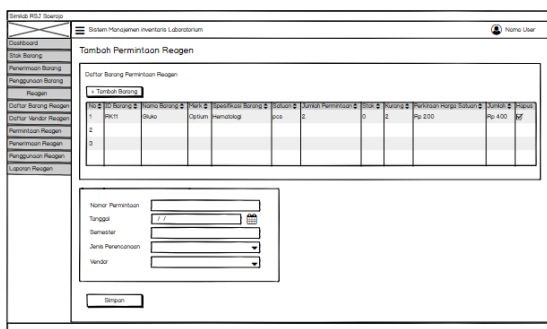 Simlab RSJ Soerojo
Sistem Manajemen Inventaris Laboratorium
Nama User
Dashboard
Stok Barang
Penerimaan Barang
Penggunaan Barang
Reagen
Daftar Barang Reagen
Daftar Vendor Reagen
Permintaan Reagen
Penerimaan Reagen
Penggunaan Reagen
Laporan Reagen
Tambah Permintaan Reagen
Daftar Barang Permintaan Reagen
+ Tambah Barang
No ID Barang Nama Barang Merk Spesifikasi Barang Satuan Jumlah Permintaan Stok Kurang Perkiraan Harga Satuan Jumlah Hapus
1 RK11 Gluko Optium Hematologi pcs 2 0 2 Rp 200 Rp 400
2
3
Nomor Permintaan
Tanggal / /
Semester
Jenis Perencanaan
Vendor
Simpan